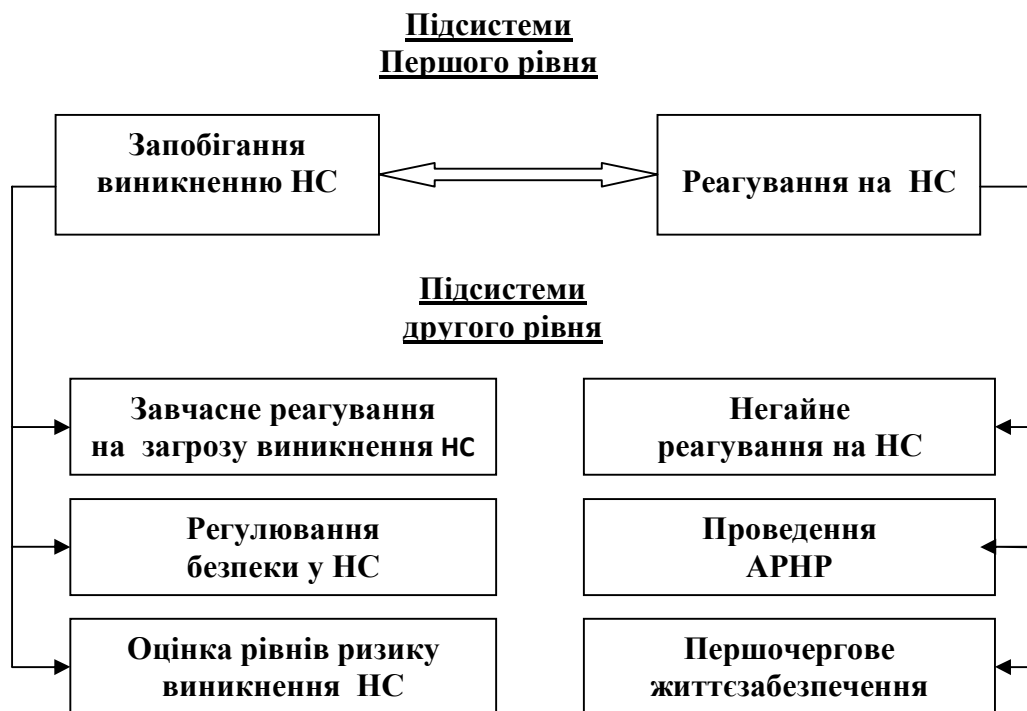 Підсистеми
Першого рівня
Запобігання
виникненню НС
Реагування на НС
Підсистеми
другого рівня
Завчасне реагування
на загрозу виникнення НС
Негайне
реагування на НС
Регулювання
безпеки у НС
Проведення
АРНР
Оцінка рівнів ризику
виникнення НС
Першочергове
життєзабезпечення